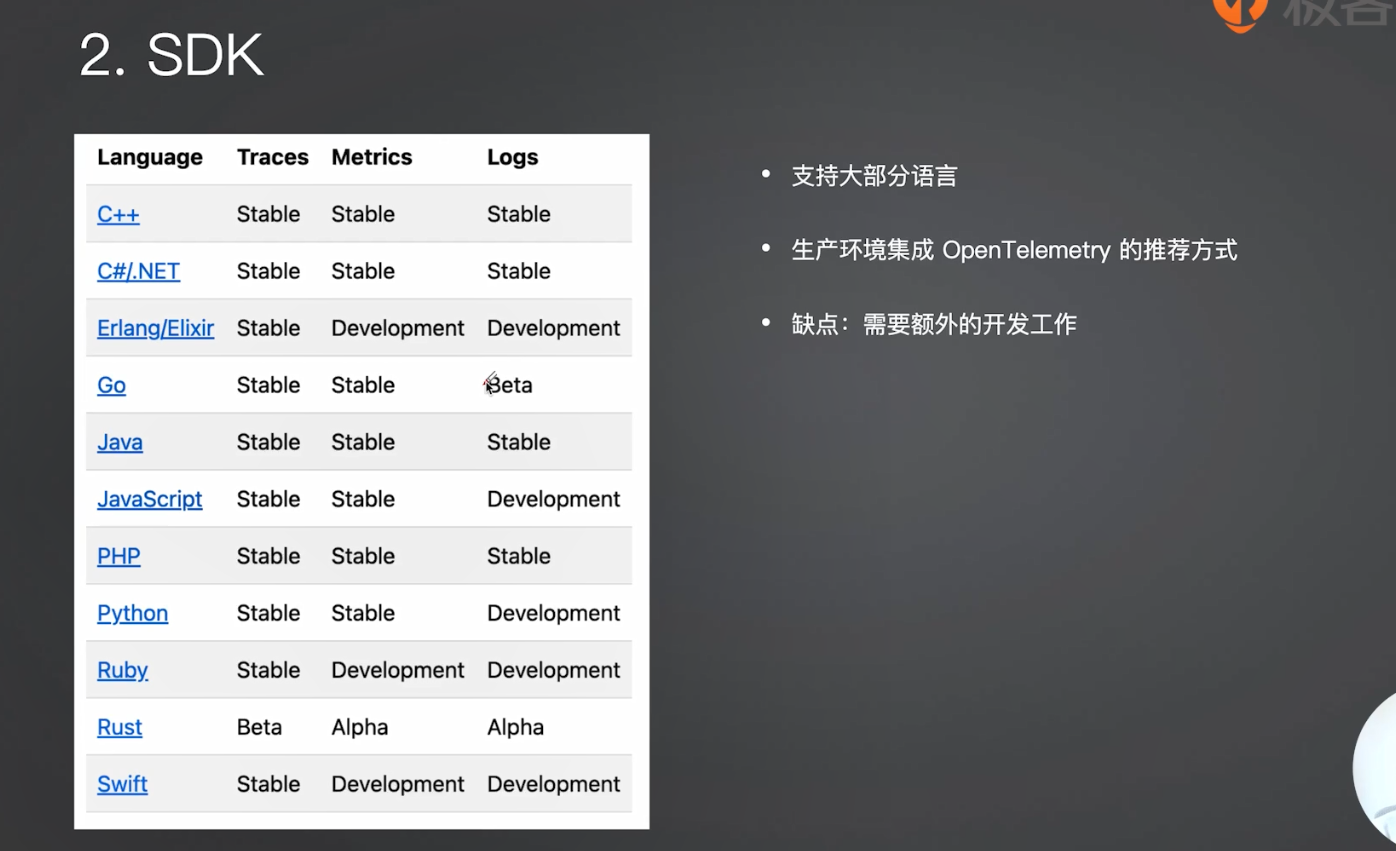 极客
2. SDK
Language Traces Metrics Logs
C++ Stable Stable Stable
C#/.NET Stable Stable Stable
Erlang/Elixir Stable Development Development
Go Stable Stable Beta
Java Stable Stable Stable
JavaScript Stable Stable Development
PHP Stable Stable Stable
Python Stable Stable Development
Ruby Stable Development Development
Rust Beta Alpha Alpha
Swift Stable Development Development
• 支持大部分语言
• 生产环境集成 OpenTelemetry 的推荐方式
• 缺点：需要额外的开发工作